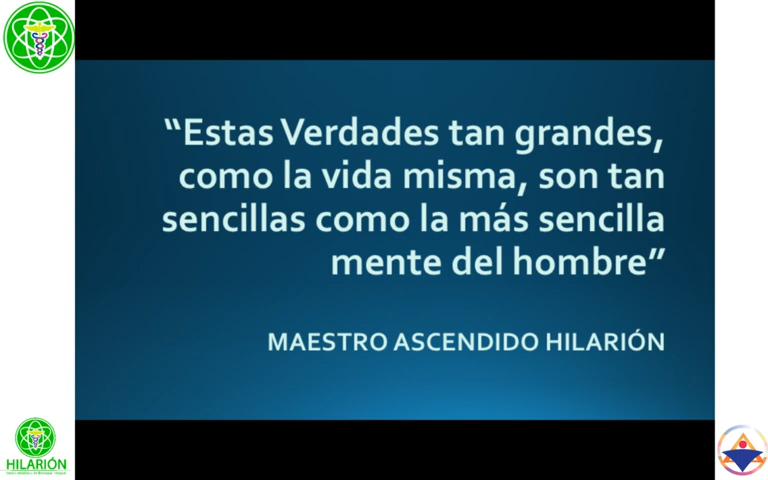 “Estas Verdades tan grandes,
como la vida misma, son tan
sencillas como la más sencilla
mente del hombre”
MAESTRO ASCENDIDO HILARIÓN
HILARIÓN